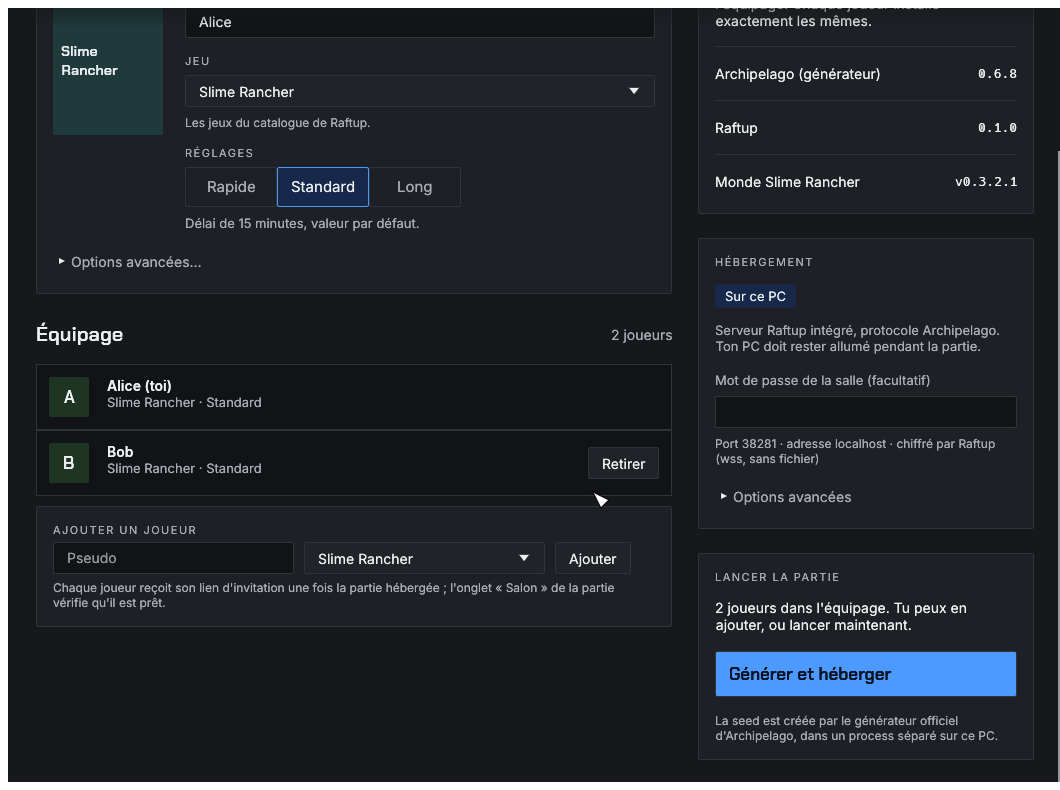 Alice
Slime
Rancher
JEU
Slime Rancher
Les jeux du catalogue de Raftup.
RÉGLAGES
Rapide
Standard
Long
Délai de 15 minutes, valeur par défaut.
Options avancées...
Équipage
2 joueurs
A
Alice (toi)
Slime Rancher · Standard
B
Bob
Slime Rancher · Standard
Retirer
AJOUTER UN JOUEUR
Pseudo
Slime Rancher
Ajouter
Chaque joueur reçoit son lien d'invitation une fois la partie hébergée ; l'onglet « Salon » de la partie
vérifie qu'il est prêt.
exactement les mêmes.
Archipelago (générateur)
0.6.8
Raftup
0.1.0
Monde Slime Rancher
v0.3.2.1
HÉBERGEMENT
Sur ce PC
Serveur Raftup intégré, protocole Archipelago.
Ton PC doit rester allumé pendant la partie.
Mot de passe de la salle (facultatif)
Port 38281 · adresse localhost · chiffré par Raftup
(wss, sans fichier)
Options avancées
LANCER LA PARTIE
2 joueurs dans l'équipage. Tu peux en
ajouter, ou lancer maintenant.
Générer et héberger
La seed est créée par le générateur officiel
d'Archipelago, dans un process séparé sur ce PC.